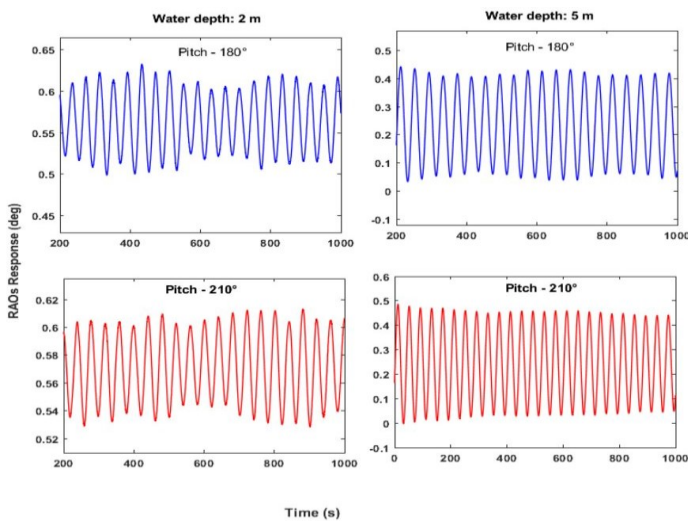 Water depth: 2 m
Water depth: 5 m
Pitch - 180°
0.65
0.6
0.55
0.5
0.45
200 400 600 800 1000
Pitch - 180°
0.5
0.4
0.3
0.2
0.1
0
-0.1
200 400 600 800 1000
RAOs Response (deg)
Pitch - 210°
0.62
0.6
0.58
0.56
0.54
0.52
200 400 600 800 1000
Pitch - 210°
0.6
0.5
0.4
0.3
0.2
0.1
0
-0.1
0 200 400 600 800 1000
Time (s)